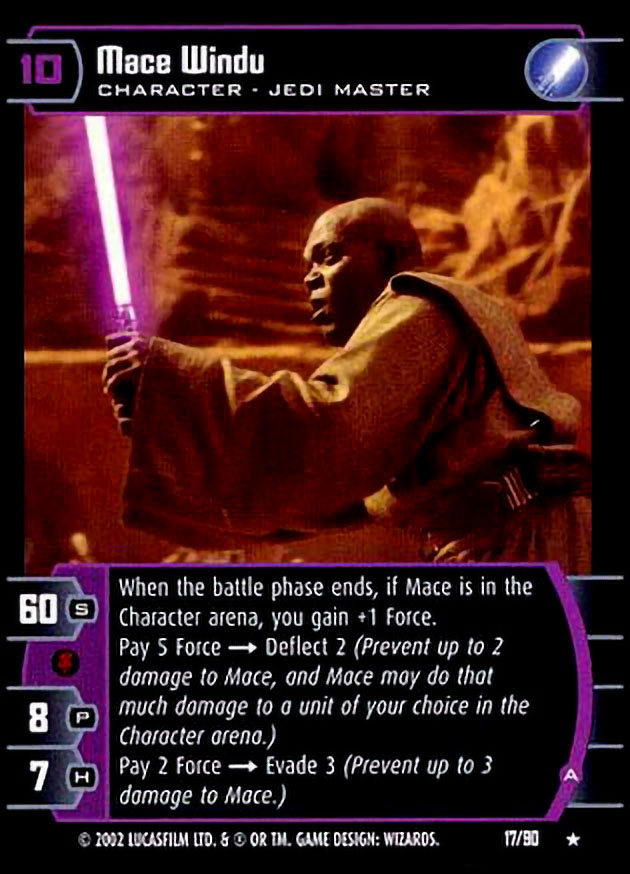 10 Mace Windu
CHARACTER - JEDI MASTER
60 S
8 P
7 H
When the battle phase ends, if Mace is in the
Character arena, you gain +1 Force.
Pay 5 Force → Deflect 2 (Prevent up to 2
damage to Mace, and Mace may do that
much damage to a unit of your choice in the
Character arena.)
Pay 2 Force → Evade 3 (Prevent up to 3
damage to Mace.)
A
© 2002 LUCASFILM LTD. & ® OR TM. GAME DESIGN: WIZARDS. 17/90 ★